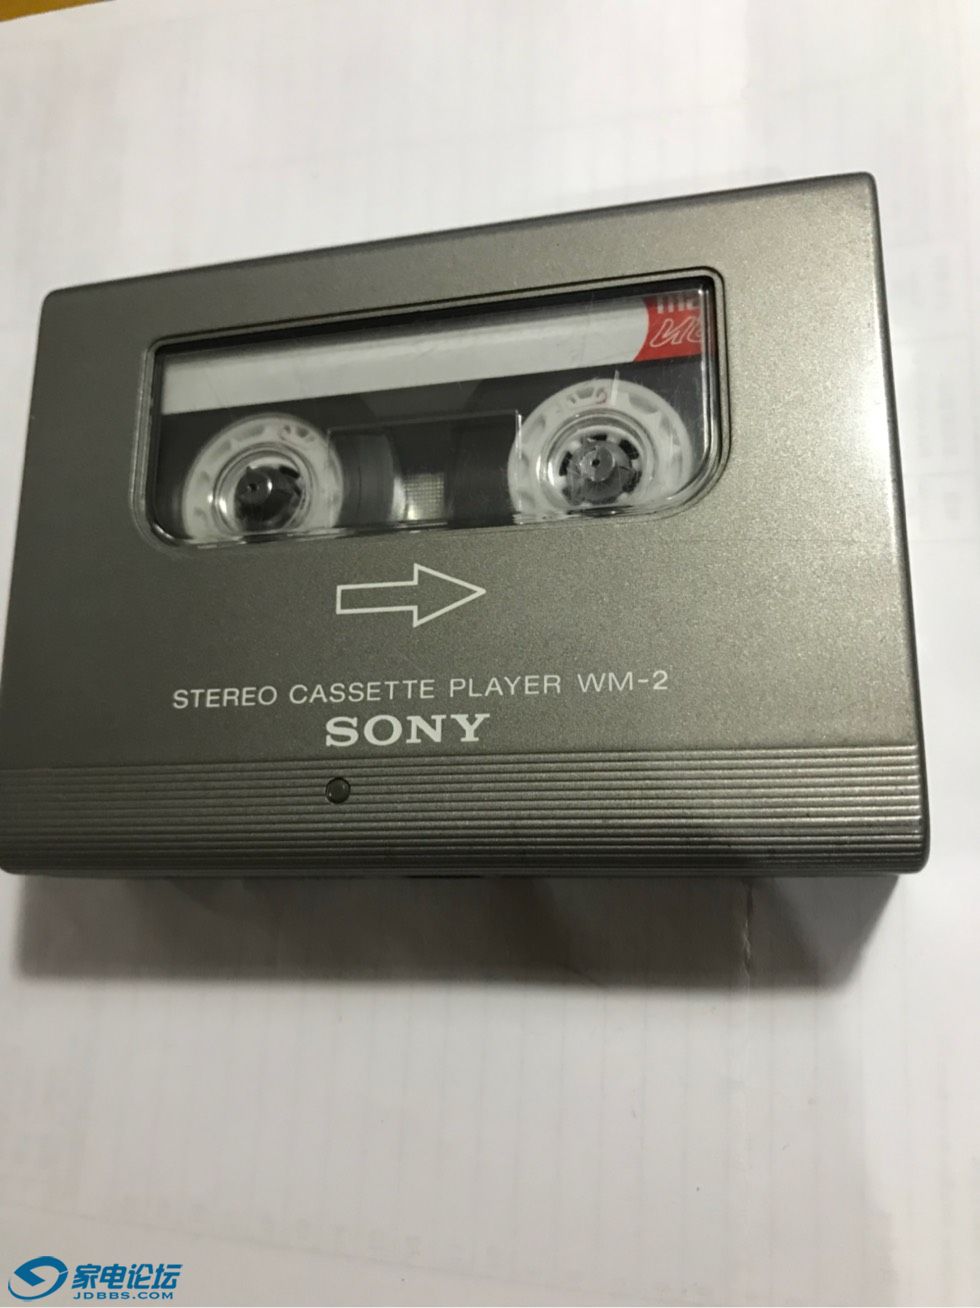 STEREO CASSETTE PLAYER WM-2
SONY
家电论坛
JDBBS.COM